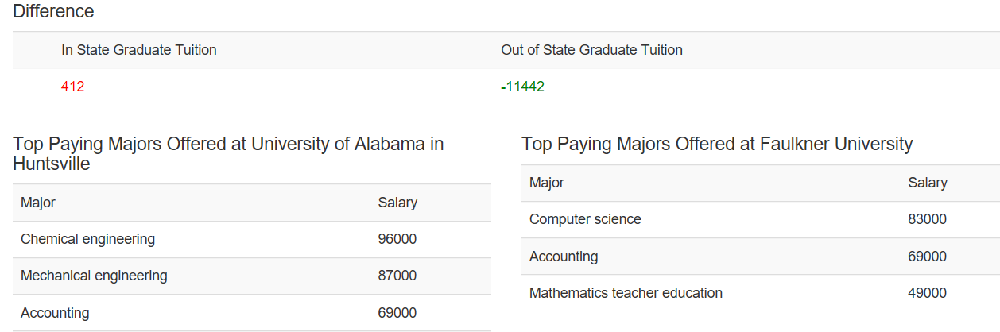 Difference
In State Graduate Tuition Out of State Graduate Tuition
412 -11442
Top Paying Majors Offered at University of Alabama in
Huntsville
Major Salary
Chemical engineering 96000
Mechanical engineering 87000
Accounting 69000
Top Paying Majors Offered at Faulkner University
Major Salary
Computer science 83000
Accounting 69000
Mathematics teacher education 49000